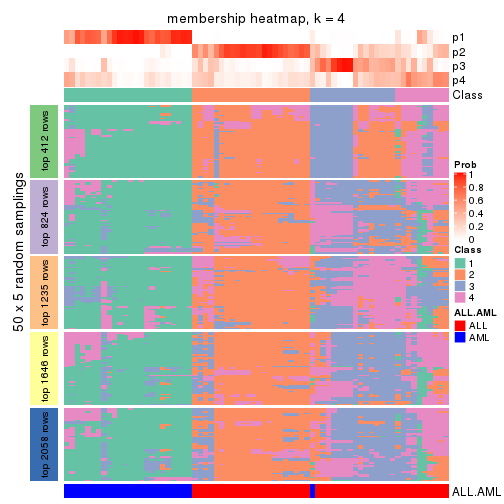 membership heatmap, k = 4
p1
p2
p3
p4
Class
50 x 5 random samplings
top 412 rows
top 824 rows
top 1235 rows
top 1646 rows
top 2058 rows
Prob
1
0.8
0.6
0.4
0.2
0
Class
1
2
3
4
ALL.AML
ALL
AML
ALL.AML